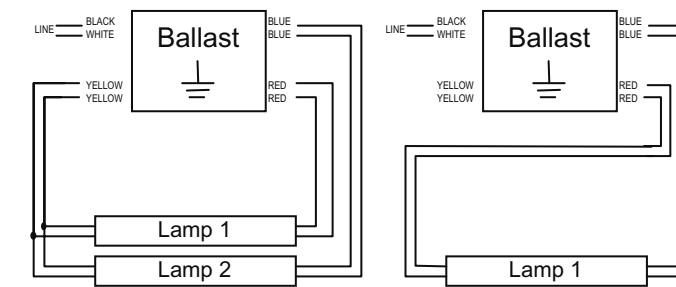 BLACK
LINE
WHITE
Ballast
BLUE
BLUE
YELLOW
YELLOW
RED
RED
Lamp 1
Lamp 2
BLACK
LINE
WHITE
Ballast
BLUE
BLUE
YELLOW
YELLOW
RED
RED
Lamp 1